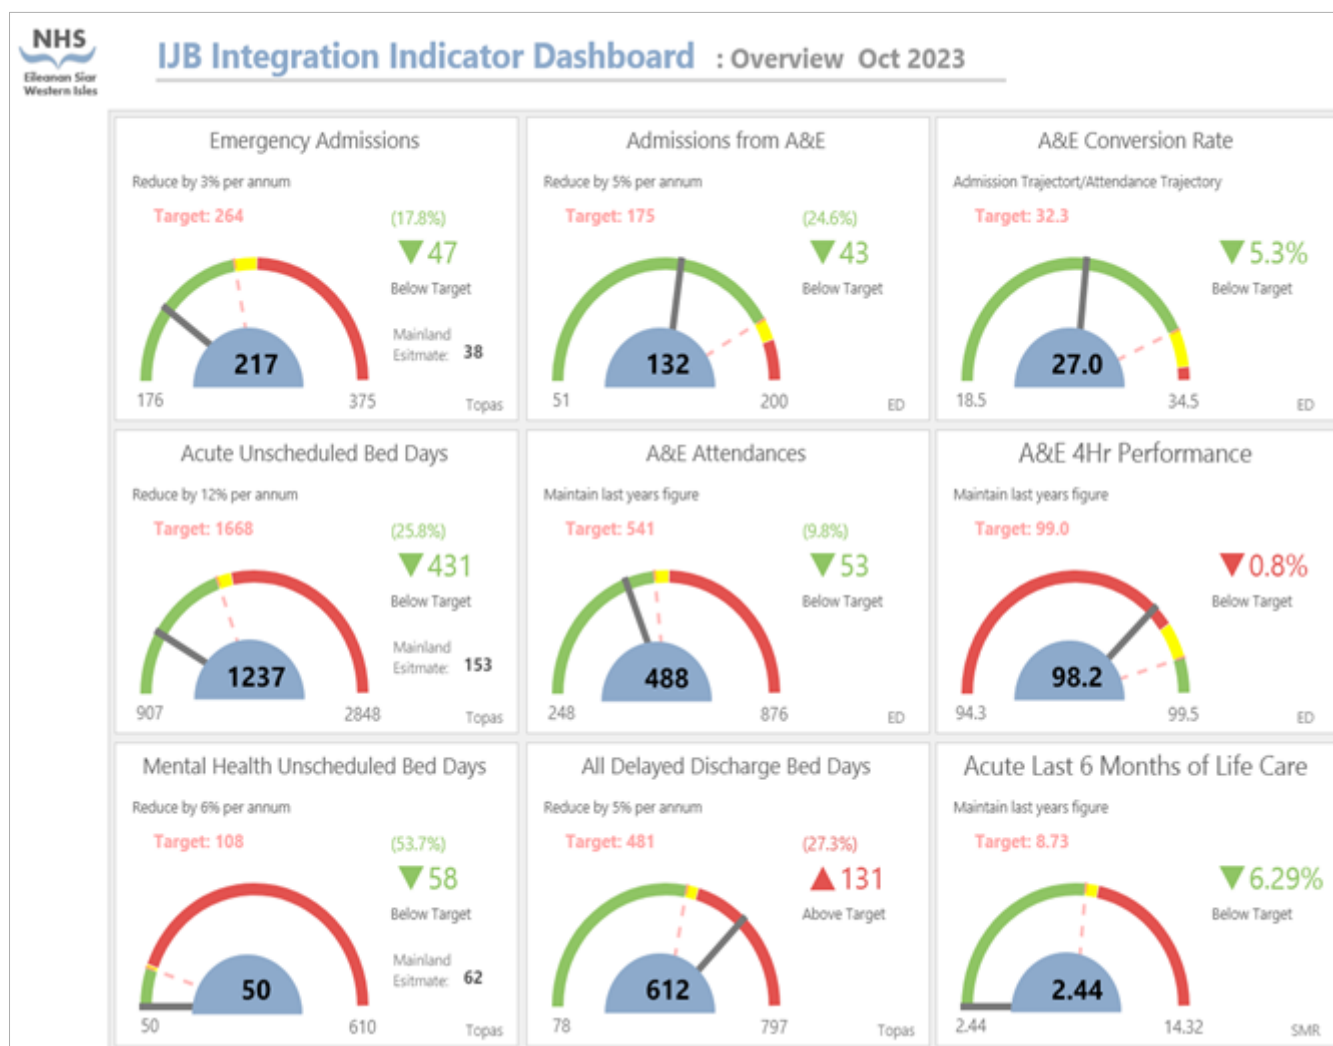 NHS
Eileanan Siar
Western Isles
IJB Integration Indicator Dashboard : Overview Oct 2023
Emergency Admissions
Reduce by 3% per annum
Target: 264
(17.8%)
▼47
Below Target
Mainland
Esitmate: 38
217
176
375
Topas
Admissions from A&E
Reduce by 5% per annum
Target: 175
(24.6%)
▼43
Below Target
132
51
200
ED
A&E Conversion Rate
Admission Trajectort/Attendance Trajectory
Target: 32.3
▼5.3%
Below Target
27.0
18.5
34.5
ED
Acute Unscheduled Bed Days
Reduce by 12% per annum
Target: 1668
(25.8%)
▼431
Below Target
Mainland
Esitmate: 153
1237
907
2848
Topas
A&E Attendances
Maintain last years figure
Target: 541
(9.8%)
▼53
Below Target
488
248
876
ED
A&E 4Hr Performance
Maintain last years figure
Target: 99.0
▼0.8%
Below Target
98.2
94.3
99.5
ED
Mental Health Unscheduled Bed Days
Reduce by 6% per annum
Target: 108
(53.7%)
▼58
Below Target
Mainland
Esitmate: 62
50
50
610
Topas
All Delayed Discharge Bed Days
Reduce by 5% per annum
Target: 481
(27.3%)
▲131
Above Target
612
78
797
Topas
Acute Last 6 Months of Life Care
Maintain last years figure
Target: 8.73
▼6.29%
Below Target
2.44
2.44
14.32
SMR